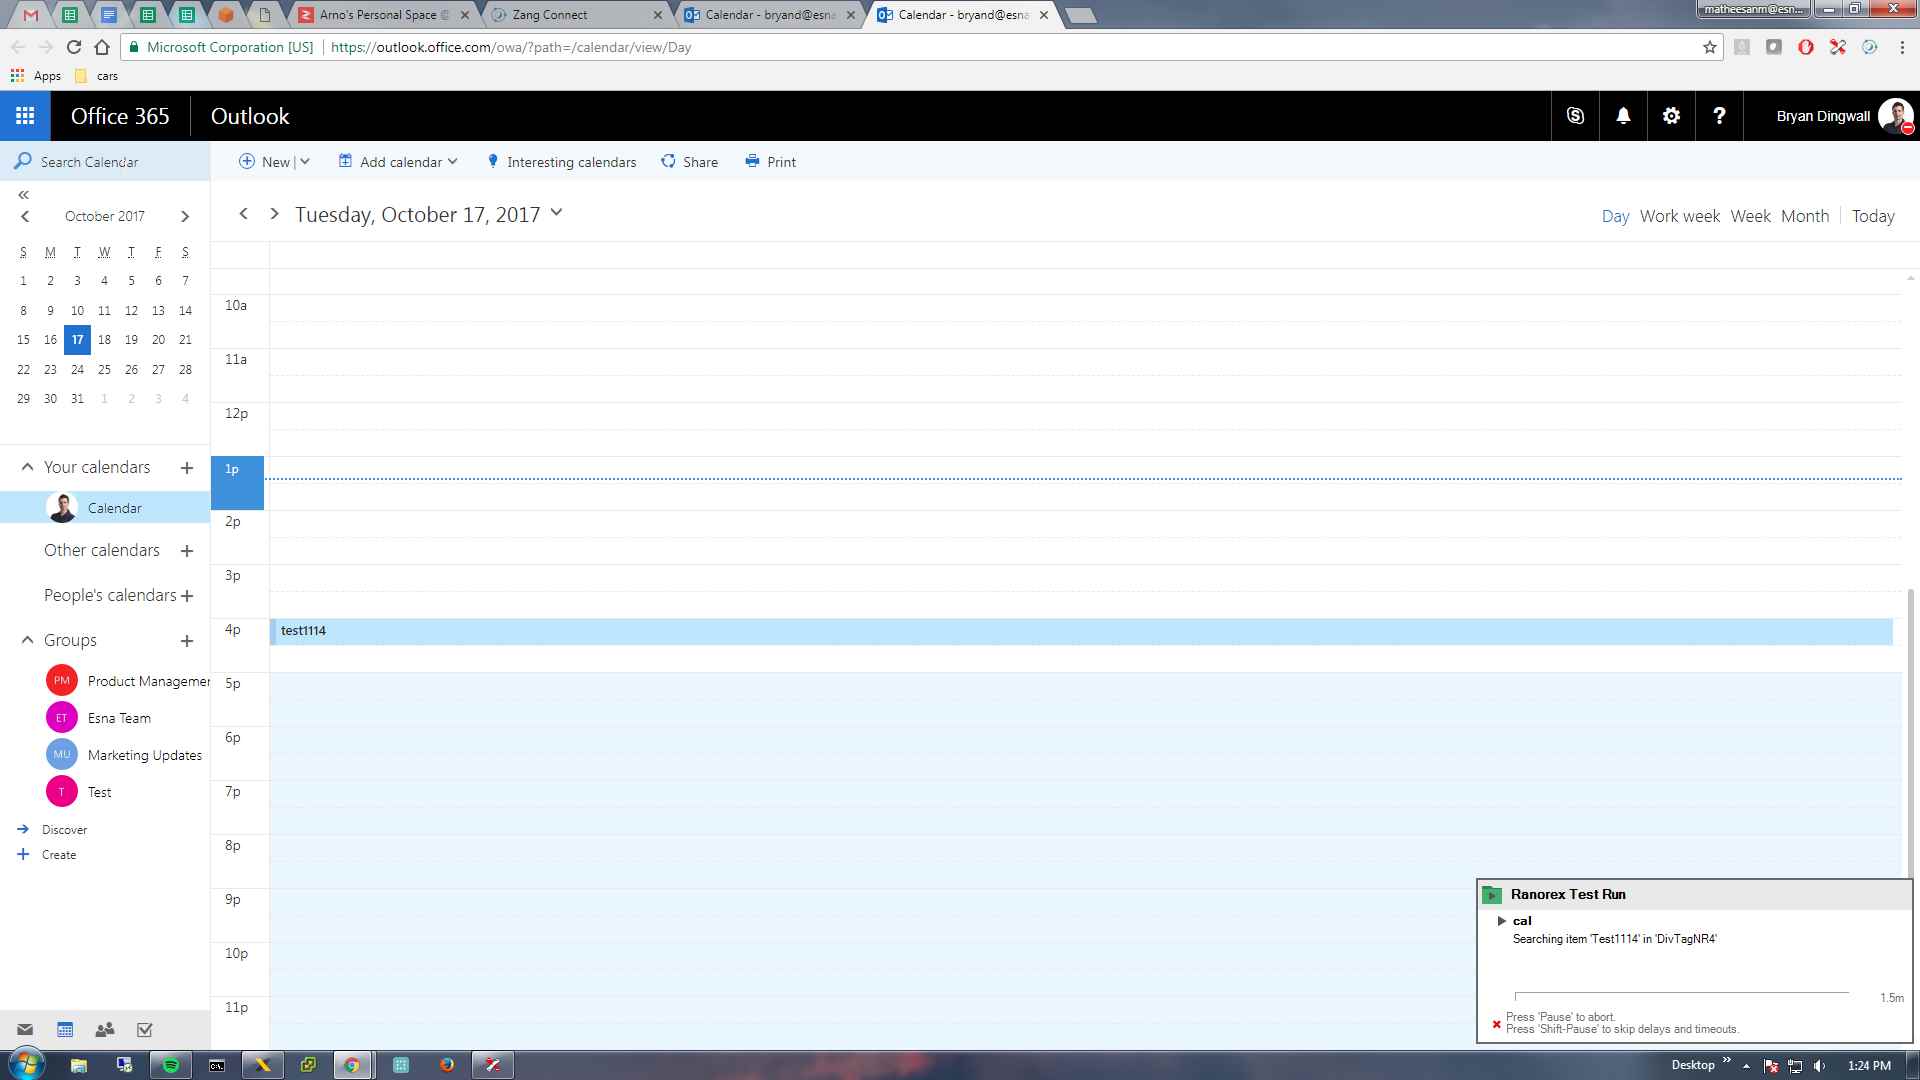 Arno's Personal Space @
Zang Connect
Calendar - bryand@esna
Calendar - bryand@esna
matheesanm@esn...
Microsoft Corporation [US]
https://outlook.office.com/owa/?path=/calendar/view/Day
Apps
cars
Office 365
Outlook
Bryan Dingwall
Search Calendar
New
Add calendar
Interesting calendars
Share
Print
October 2017
Tuesday, October 17, 2017
Day
Work week
Week
Month
Today
S M T W T F S
1 2 3 4 5 6 7
8 9 10 11 12 13 14
15 16 17 18 19 20 21
22 23 24 25 26 27 28
29 30 31 1 2 3 4
Your calendars
Calendar
Other calendars
People's calendars
Groups
PM Product Managemer
ET Esna Team
MU Marketing Updates
T Test
Discover
Create
10a
11a
12p
1p
2p
3p
4p
test1114
5p
6p
7p
8p
9p
10p
11p
Ranorex Test Run
cal
Searching item 'Test1114' in 'DivTagNR4'
1.5m
Press 'Pause' to abort.
Press 'Shift-Pause' to skip delays and timeouts.
Desktop
1:24 PM